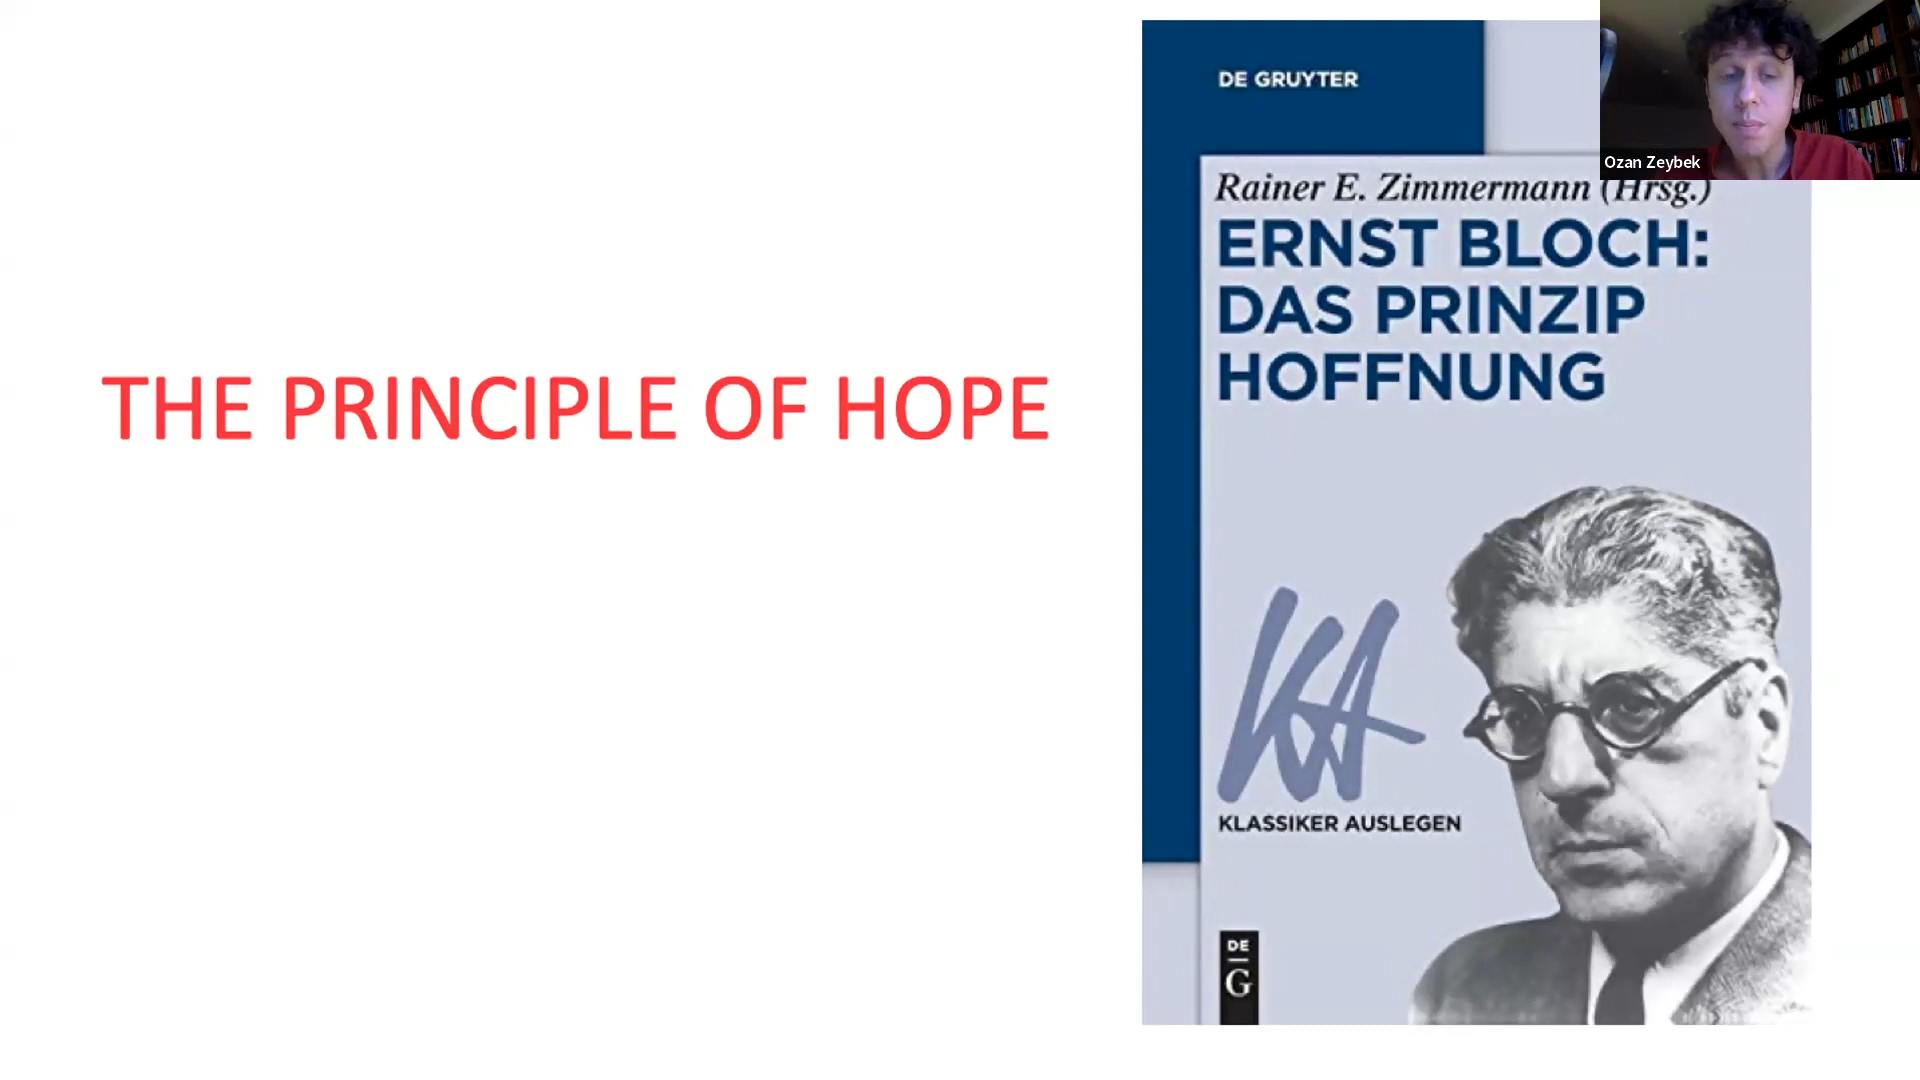 THE PRINCIPLE OF HOPE
DE GRUYTER
Rainer E. Zimmermann (Hrsg.)
ERNST BLOCH:
DAS PRINZIP
HOFFNUNG
KA
KLASSIKER AUSLEGEN
DE
G
Ozan Zeybek